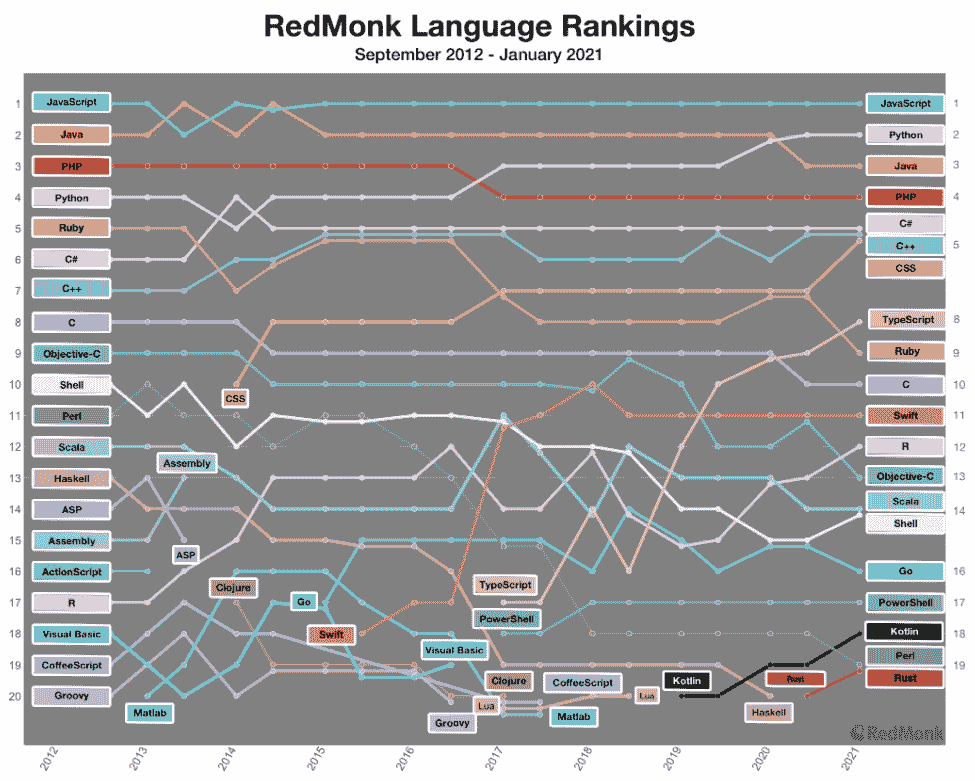 RedMonk Language Rankings
September 2012 - January 2021
1 JavaScript JavaScript 1
2 Java Python 2
3 PHP Java 3
4 Python PHP 4
5 Ruby C#
C++ 5
6 C# CSS
7 C++
8 C TypeScript 8
9 Objective-C Ruby 9
10 Shell C 10
CSS
11 Perl Swift 11
12 Scala R 12
Assembly
13 Haskell Objective-C 13
14 ASP Scala 14
Shell
15 Assembly
ASP
16 ActionScript Go 16
Clojure TypeScript
17 R Go PowerShell 17
PowerShell
18 Visual Basic Swift Kotlin 18
Visual Basic Perl
19 CoffeeScript 19
Clojure CoffeeScript Kotlin Rust Rust
20 Groovy Lua Lua
Matlab Groovy Matlab Haskell
©RedMonk
2012 2013 2014 2015 2016 2017 2018 2019 2020 2021